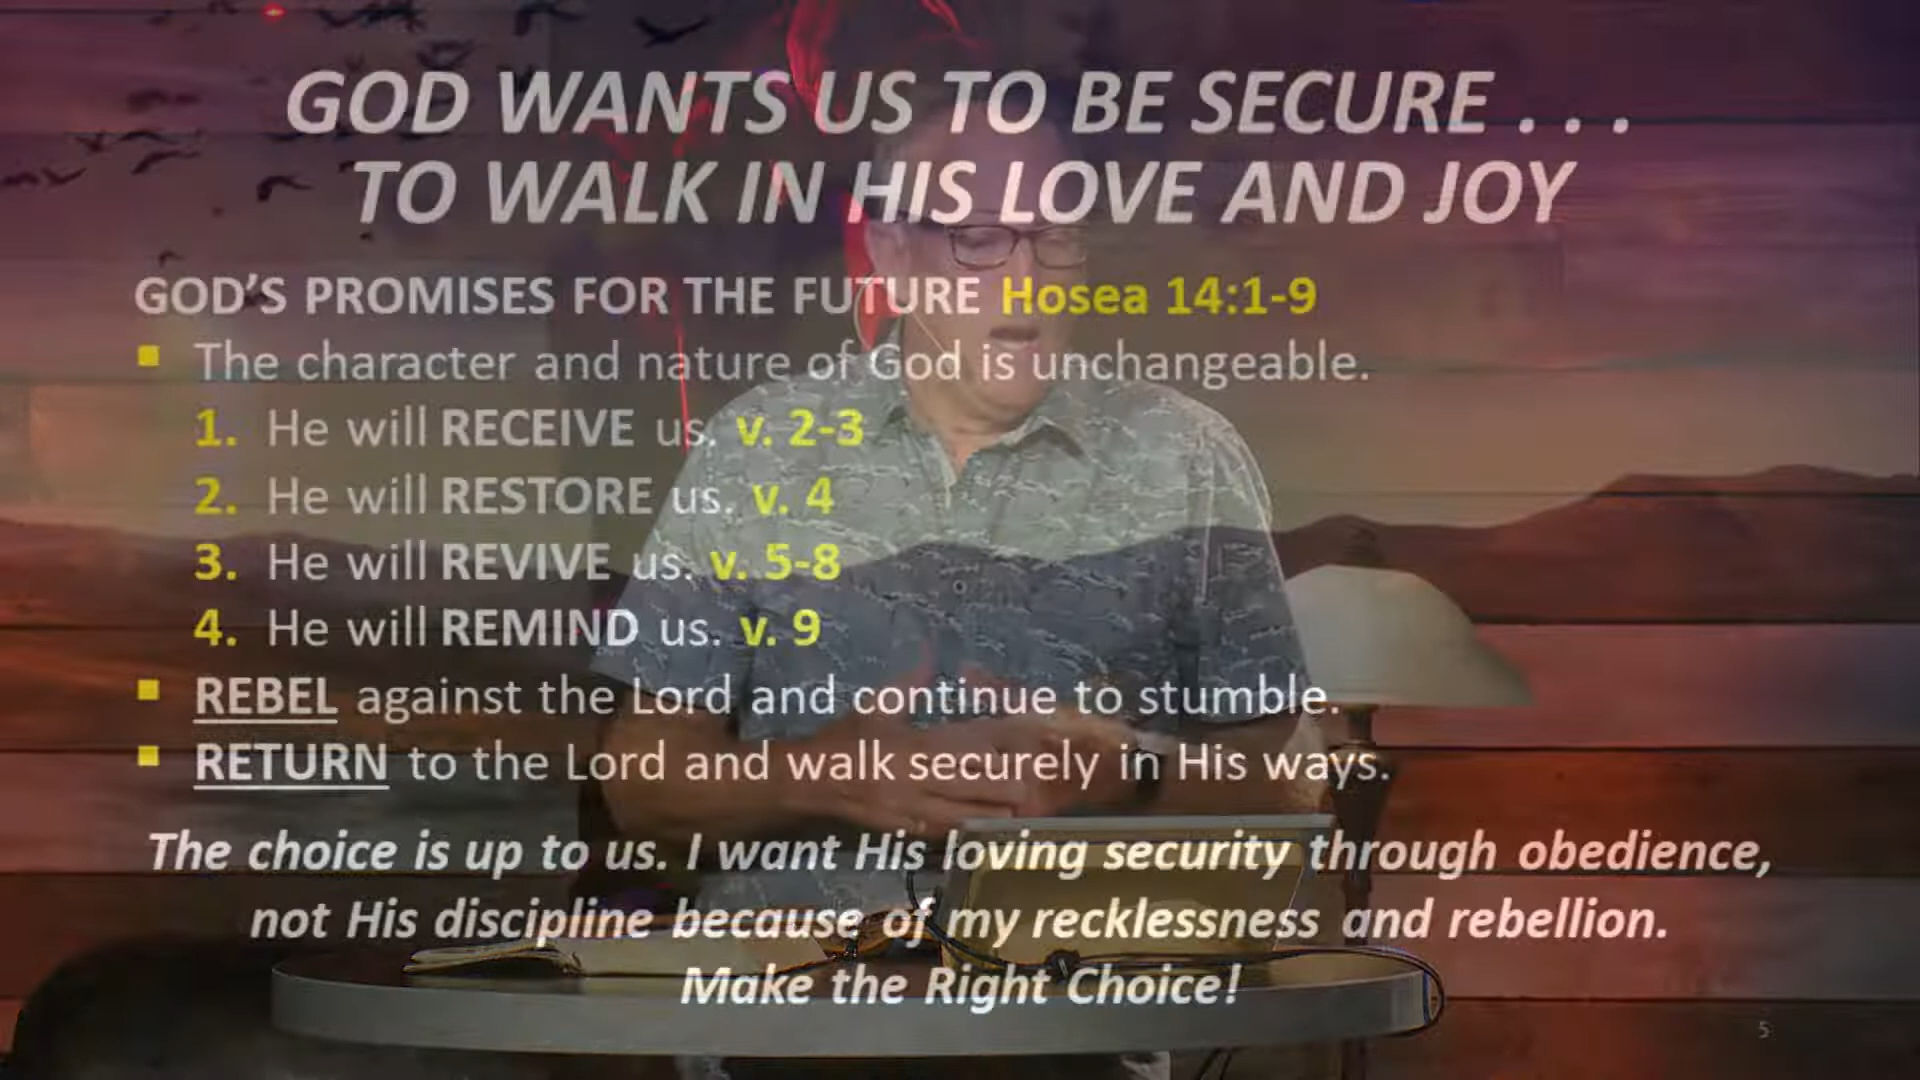 GOD WANTS US TO BE SECURE . . .
TO WALK IN HIS LOVE AND JOY
GOD’S PROMISES FOR THE FUTURE Hosea 14:1-9
▪ The character and nature of God is unchangeable.
1. He will RECEIVE us. v. 2-3
2. He will RESTORE us. v. 4
3. He will REVIVE us. v. 5-8
4. He will REMIND us. v. 9
▪ REBEL against the Lord and continue to stumble.
▪ RETURN to the Lord and walk securely in His ways.
The choice is up to us. I want His loving security through obedience,
not His discipline because of my recklessness and rebellion.
Make the Right Choice!
5